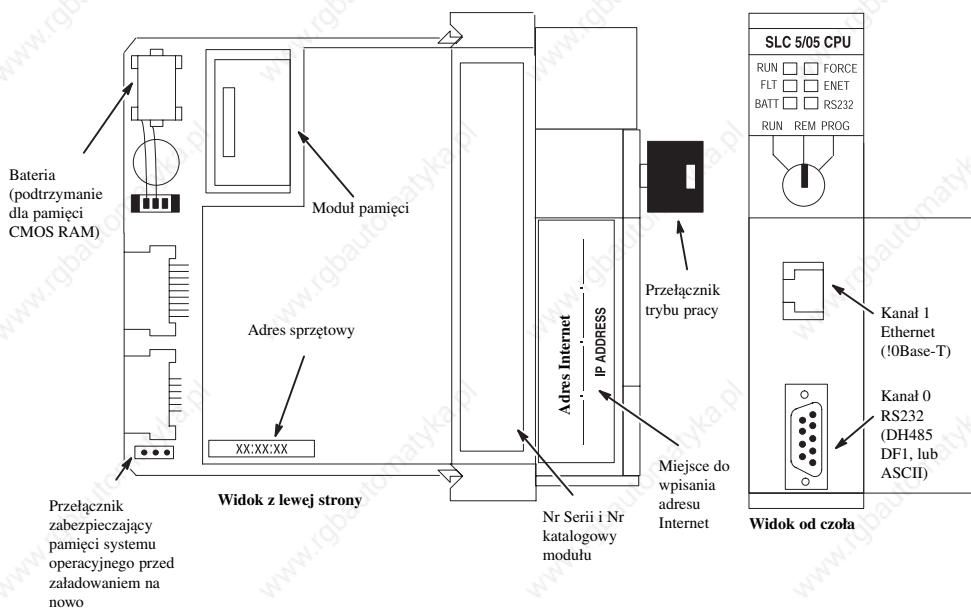 SLC 5/05 CPU
RUN FORCE
FLT ENET
BATT RS232
RUN REM PROG
Bateria
(podtrzymanie
dla pamięci
CMOS RAM)
Moduł pamięci
Przełącznik
trybu pracy
Kanał 1
Ethernet
(!0Base-T)
Adres sprzętowy
Adres Internet
IP ADDRESS
Kanał 0
RS232
(DH485
DF1, lub
ASCII)
XX:XX:XX
Widok z lewej strony
Miejsce do
wpisania
adresu
Internet
Przełącznik
zabezpieczający
pamięci systemu
operacyjnego przed
załadowaniem na
nowo
Nr Serii i Nr
katalogowy
modułu
Widok od czoła
www.rgbautomatyka.pl